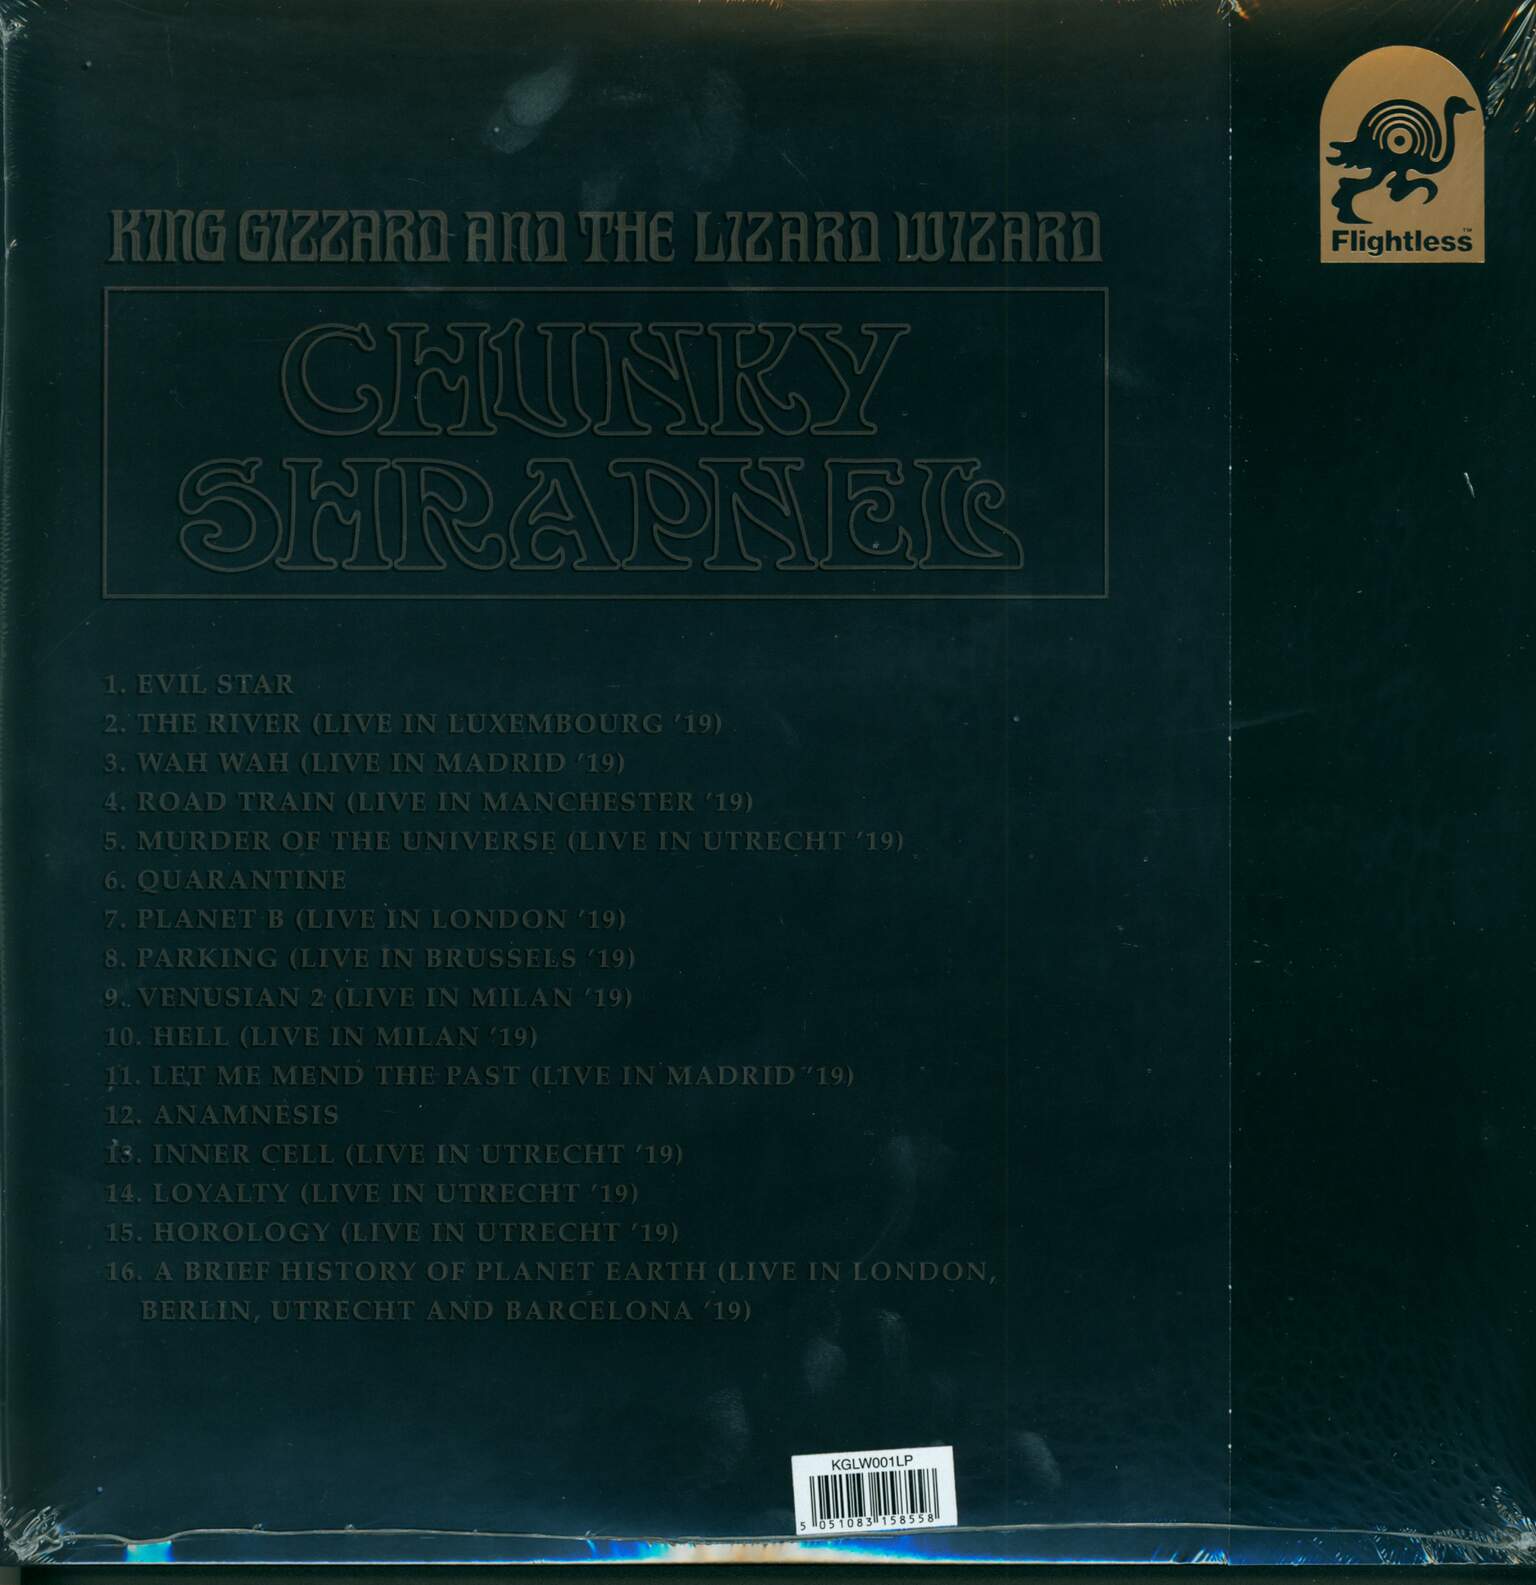 KING GIZZARD AND THE LIZARD WIZARD
CHUNKY
SHRAPNEL
Flightless™
1. EVIL STAR
2. THE RIVER (LIVE IN LUXEMBOURG '19)
3. WAH WAH (LIVE IN MADRID '19)
4. ROAD TRAIN (LIVE IN MANCHESTER '19)
5. MURDER OF THE UNIVERSE (LIVE IN UTRECHT '19)
6. QUARANTINE
7. PLANET B (LIVE IN LONDON '19)
8. PARKING (LIVE IN BRUSSELS '19)
9. VENUSIAN 2 (LIVE IN MILAN '19)
10. HELL (LIVE IN MILAN '19)
11. LET ME MEND THE PAST (LIVE IN MADRID '19)
12. ANAMNESIS
13. INNER CELL (LIVE IN UTRECHT '19)
14. LOYALTY (LIVE IN UTRECHT '19)
15. HOROLOGY (LIVE IN UTRECHT '19)
16. A BRIEF HISTORY OF PLANET EARTH (LIVE IN LONDON,
BERLIN, UTRECHT AND BARCELONA '19)
KGLW001LP
5 051083 158558